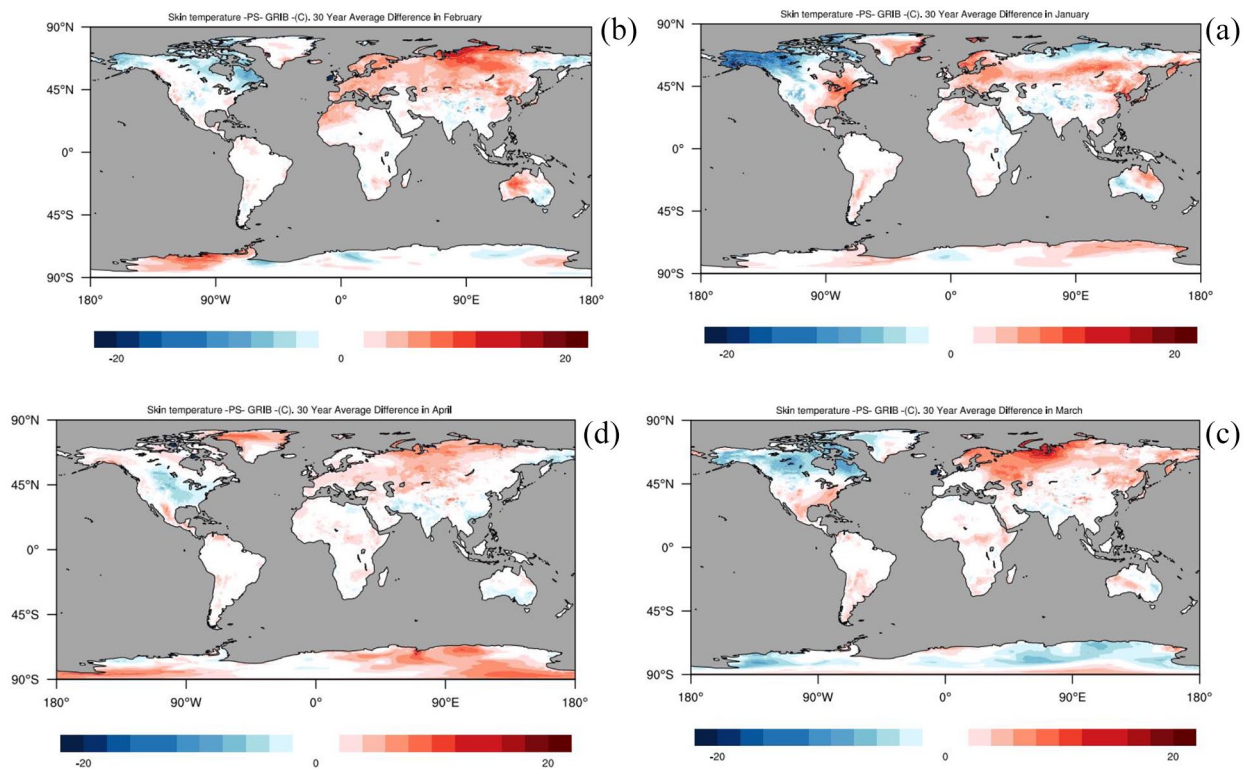 Skin temperature -PS- GRIB -(C). 30 Year Average Difference in February
(b)
90°N
45°N
0°
45°S
90°S
180°
90°W
0°
90°E
180°
-20
0
20
Skin temperature -PS- GRIB -(C). 30 Year Average Difference in January
(a)
90°N
45°N
0°
45°S
90°S
180°
90°W
0°
90°E
180°
-20
0
20
Skin temperature -PS- GRIB -(C). 30 Year Average Difference in April
(d)
90°N
45°N
0°
45°S
90°S
180°
90°W
0°
90°E
180°
-20
0
20
Skin temperature -PS- GRIB -(C). 30 Year Average Difference in March
(c)
90°N
45°N
0°
45°S
90°S
180°
90°W
0°
90°E
180°
-20
0
20